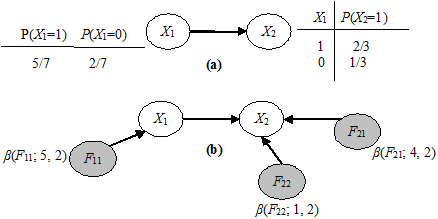 P(X1=1) P(X1=0)
5/7 2/7
X1
X2
(a)
X1 P(X2=1)
1 2/3
0 1/3
X1
X2
F11
β(F11; 5, 2)
(b)
F21
β(F21; 4, 2)
F22
β(F22; 1, 2)